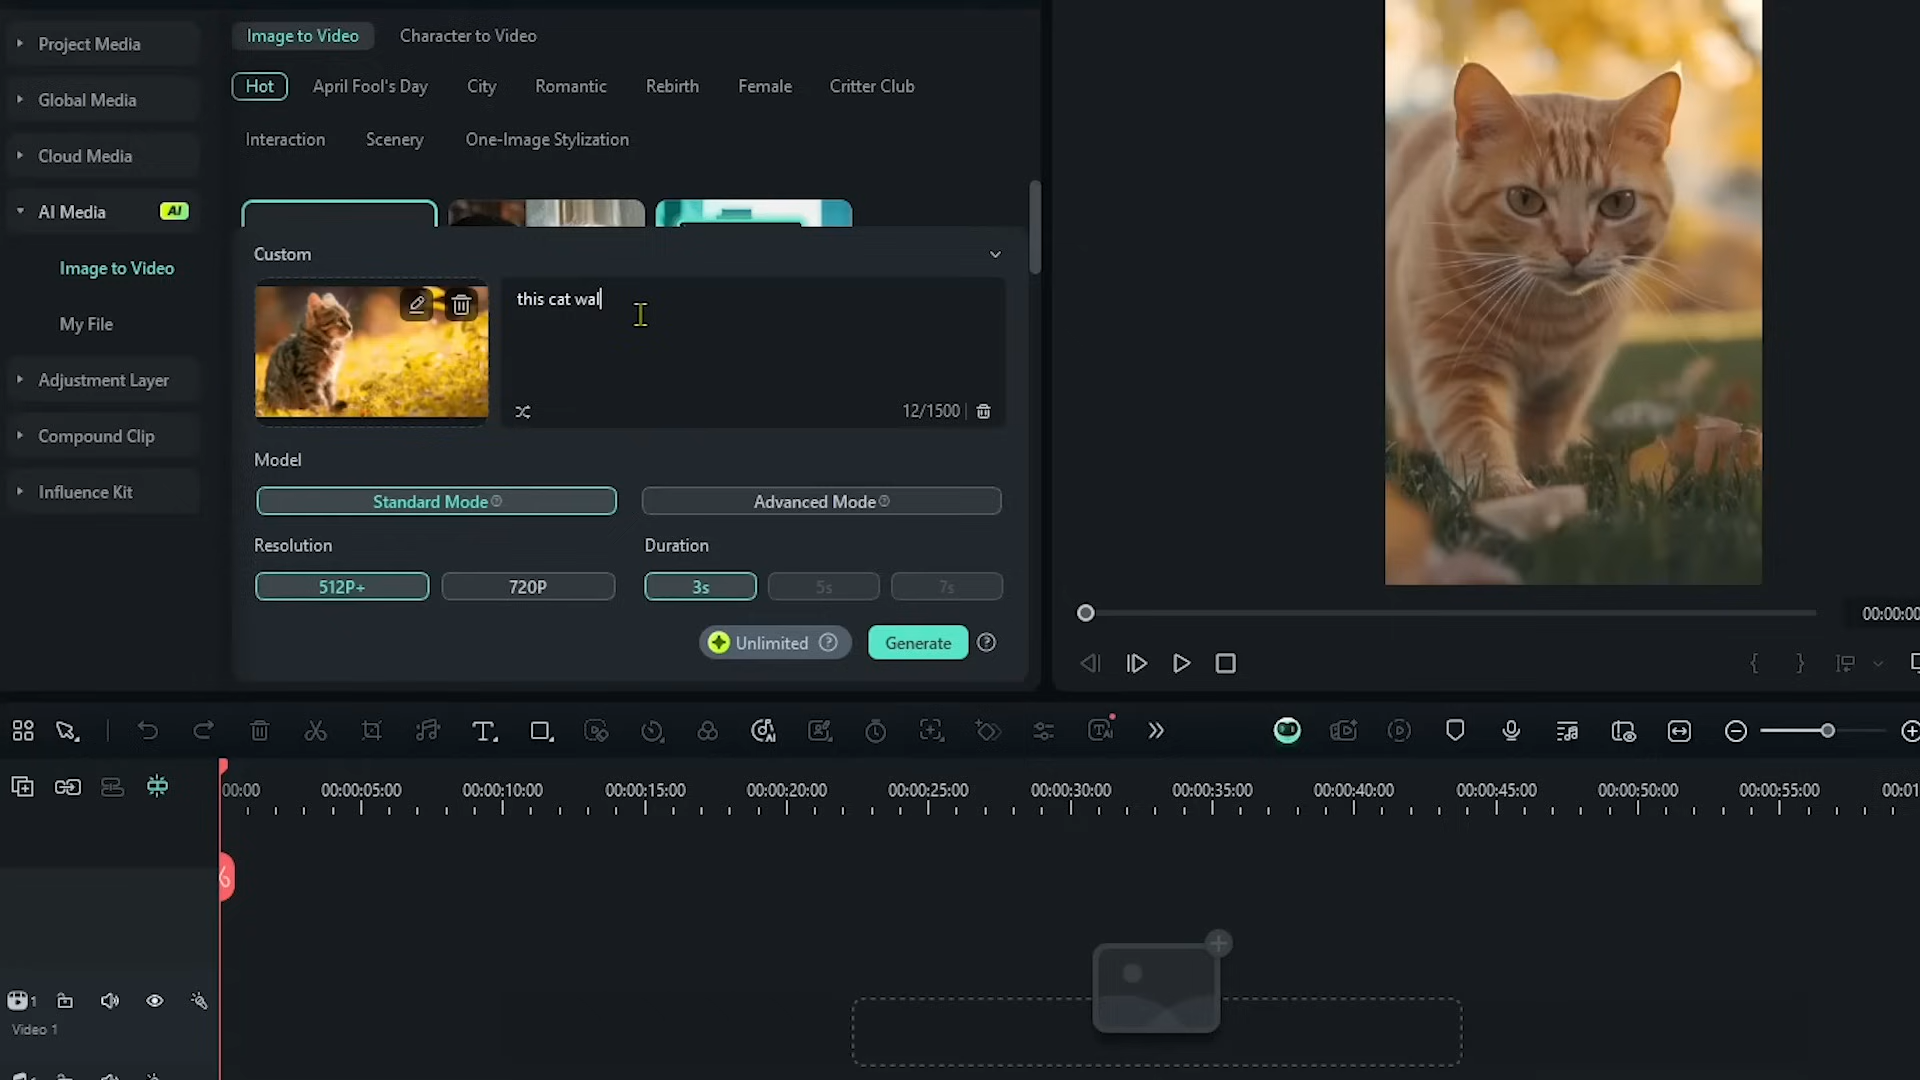 Project Media
Global Media
Cloud Media
AI Media AI
Image to Video
My File
Adjustment Layer
Compound Clip
Influence Kit
Image to Video Character to Video
Hot April Fool's Day City Romantic Rebirth Female Critter Club
Interaction Scenery One-Image Stylization
Custom
this cat wal
12/1500
Model
Standard Mode Advanced Mode
Resolution Duration
512P+ 720P 3s 5s 7s
Unlimited Generate
00:00:00
00:00 00:00:05:00 00:00:10:00 00:00:15:00 00:00:20:00 00:00:25:00 00:00:30:00 00:00:35:00 00:00:40:00 00:00:45:00 00:00:50:00 00:00:55:00 00:01
1
Video 1